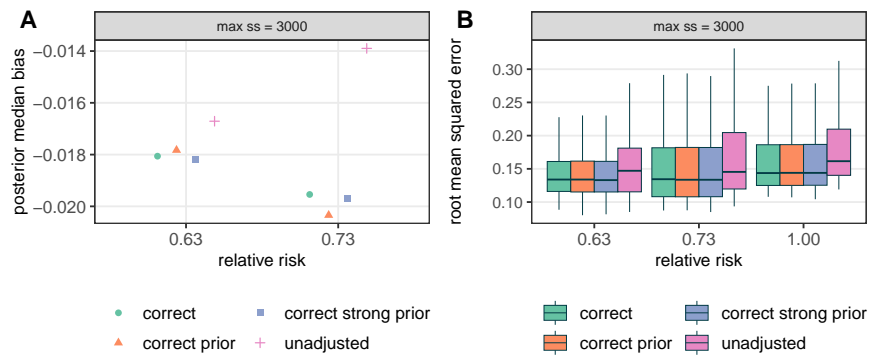 A
max ss = 3000
posterior median bias
−0.014
−0.016
−0.018
−0.020
0.63
0.73
relative risk
correct
correct prior
correct strong prior
unadjusted
B
max ss = 3000
root mean squared error
0.30
0.25
0.20
0.15
0.10
0.63
0.73
1.00
relative risk
correct
correct prior
correct strong prior
unadjusted